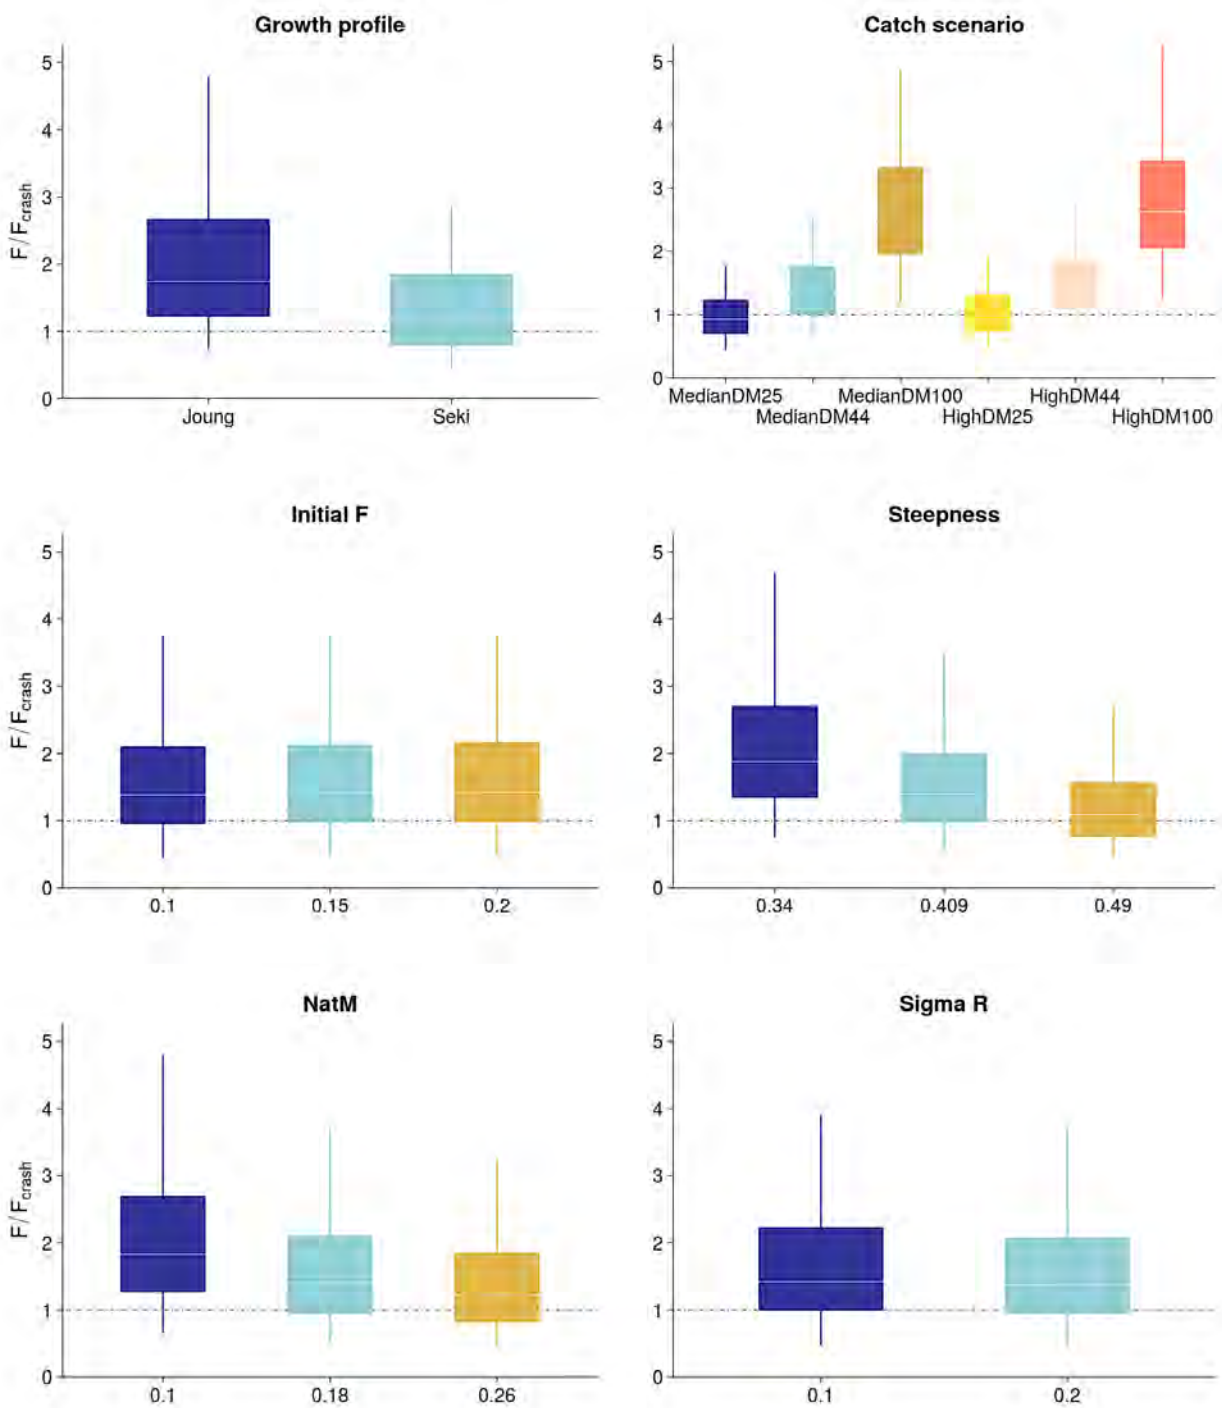 Growth profile
F / Fcrash
5
4
3
2
1
0
Joung Seki
Catch scenario
5
4
3
2
1
0
MedianDM25 MedianDM100 HighDM44
MedianDM44 HighDM25 HighDM100
Initial F
F / Fcrash
5
4
3
2
1
0
0.1 0.15 0.2
Steepness
5
4
3
2
1
0
0.34 0.409 0.49
NatM
F / Fcrash
5
4
3
2
1
0
0.1 0.18 0.26
Sigma R
5
4
3
2
1
0
0.1 0.2